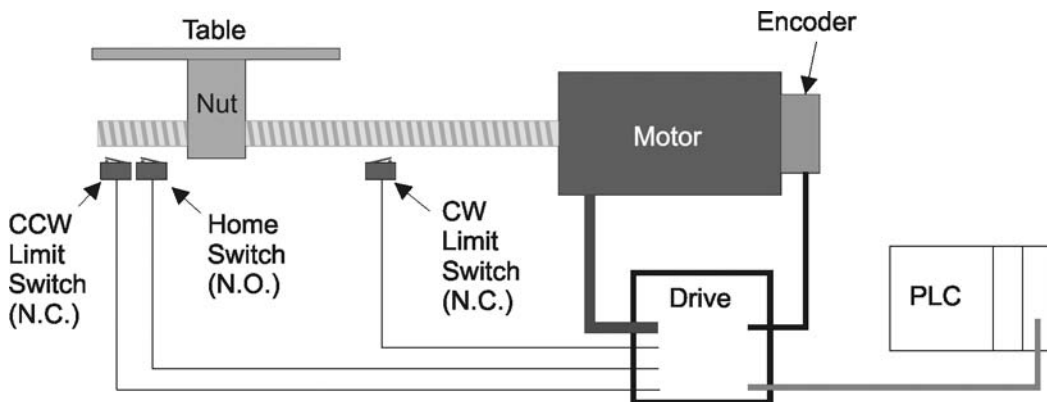 Table
Encoder
Nut
Motor
CCW
Limit
Switch
(N.C.)
Home
Switch
(N.O.)
CW
Limit
Switch
(N.C.)
Drive
PLC